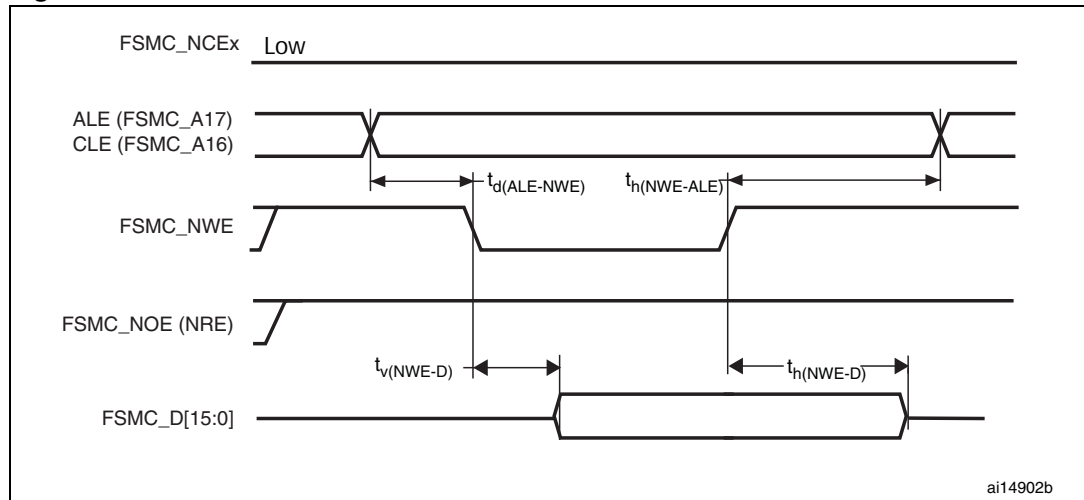 FSMC_NCEx Low
ALE (FSMC_A17)
CLE (FSMC_A16)
td(ALE-NWE) th(NWE-ALE)
FSMC_NWE
FSMC_NOE (NRE)
tv(NWE-D) th(NWE-D)
FSMC_D[15:0]
ai14902b